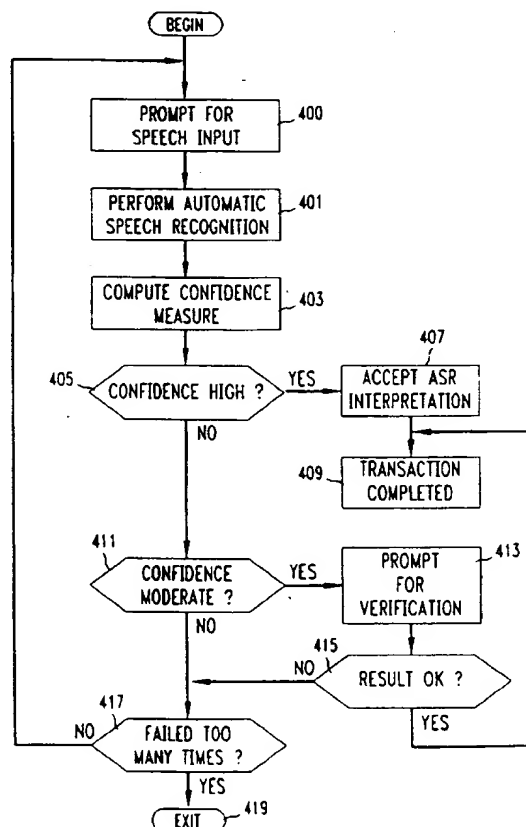 BEGIN
PROMPT FOR
SPEECH INPUT
400
PERFORM AUTOMATIC
SPEECH RECOGNITION
401
COMPUTE CONFIDENCE
MEASURE
403
405
CONFIDENCE HIGH ?
YES
NO
407
ACCEPT ASR
INTERPRETATION
409
TRANSACTION
COMPLETED
411
CONFIDENCE
MODERATE ?
YES
NO
PROMPT
FOR
VERIFICATION
413
415
RESULT OK ?
NO
YES
417
FAILED TOO
MANY TIMES ?
NO
YES
EXIT
419